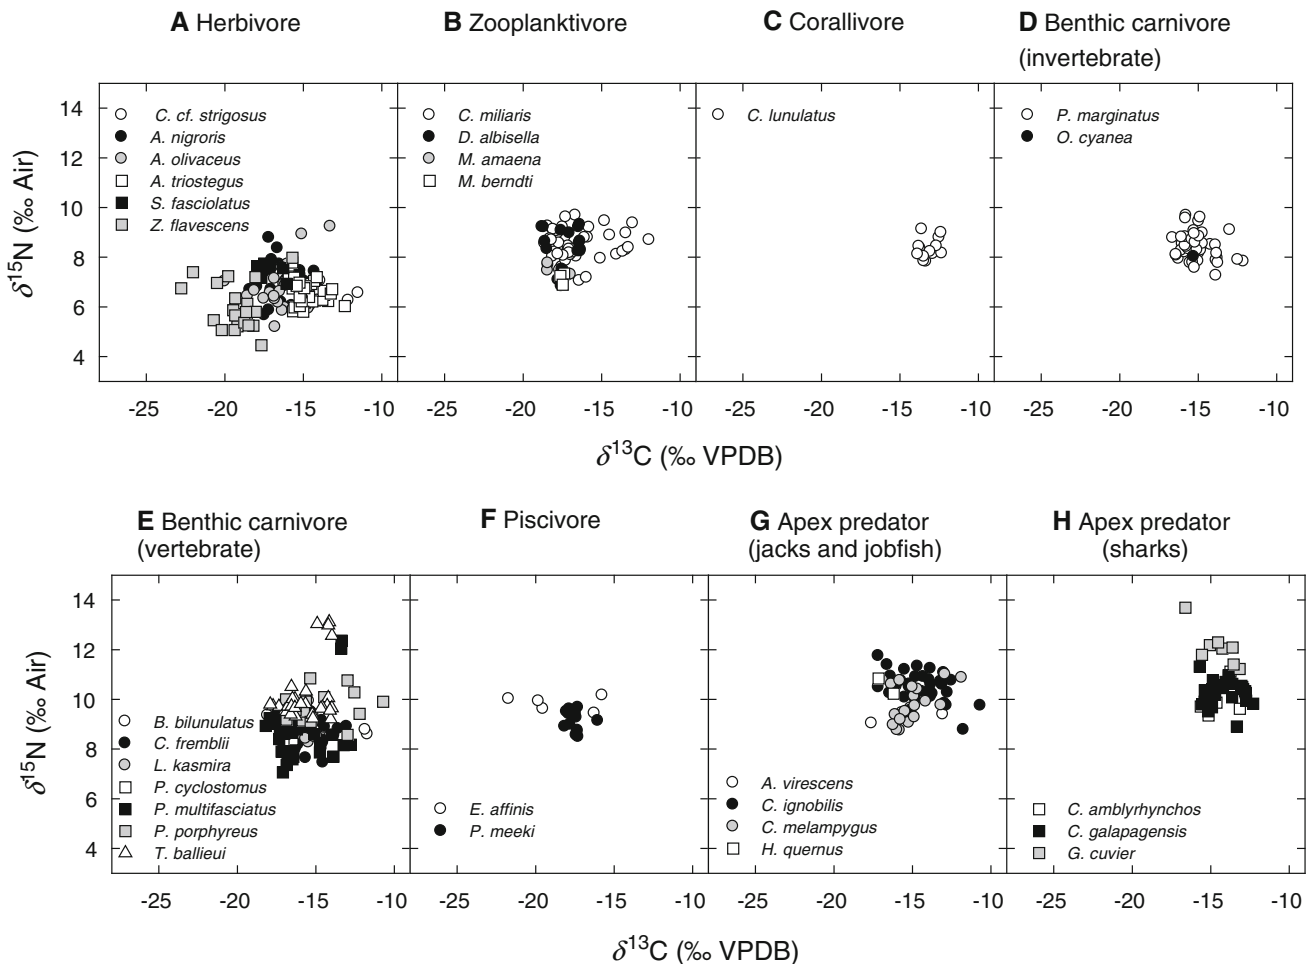 A Herbivore
B Zooplanktivore
C Corallivore
D Benthic carnivore
(invertebrate)
14
12
10
8
6
4
δ15N (‰ Air)
C. cf. strigosus
A. nigroris
A. olivaceus
A. triostegus
S. fasciolatus
Z. flavescens
C. miliaris
D. albisella
M. amaena
M. berndti
C. lunulatus
P. marginatus
O. cyanea
-25 -20 -15 -10
-25 -20 -15 -10
-25 -20 -15 -10
-25 -20 -15 -10
δ13C (‰ VPDB)
E Benthic carnivore
(vertebrate)
F Piscivore
G Apex predator
(jacks and jobfish)
H Apex predator
(sharks)
14
12
10
8
6
4
δ15N (‰ Air)
B. bilunulatus
C. fremblii
L. kasmira
P. cyclostomus
P. multifasciatus
P. porphyreus
T. ballieui
E. affinis
P. meeki
A. virescens
C. ignobilis
C. melampygus
H. quernus
C. amblyrhynchos
C. galapagensis
G. cuvier
-25 -20 -15 -10
-25 -20 -15 -10
-25 -20 -15 -10
-25 -20 -15 -10
δ13C (‰ VPDB)